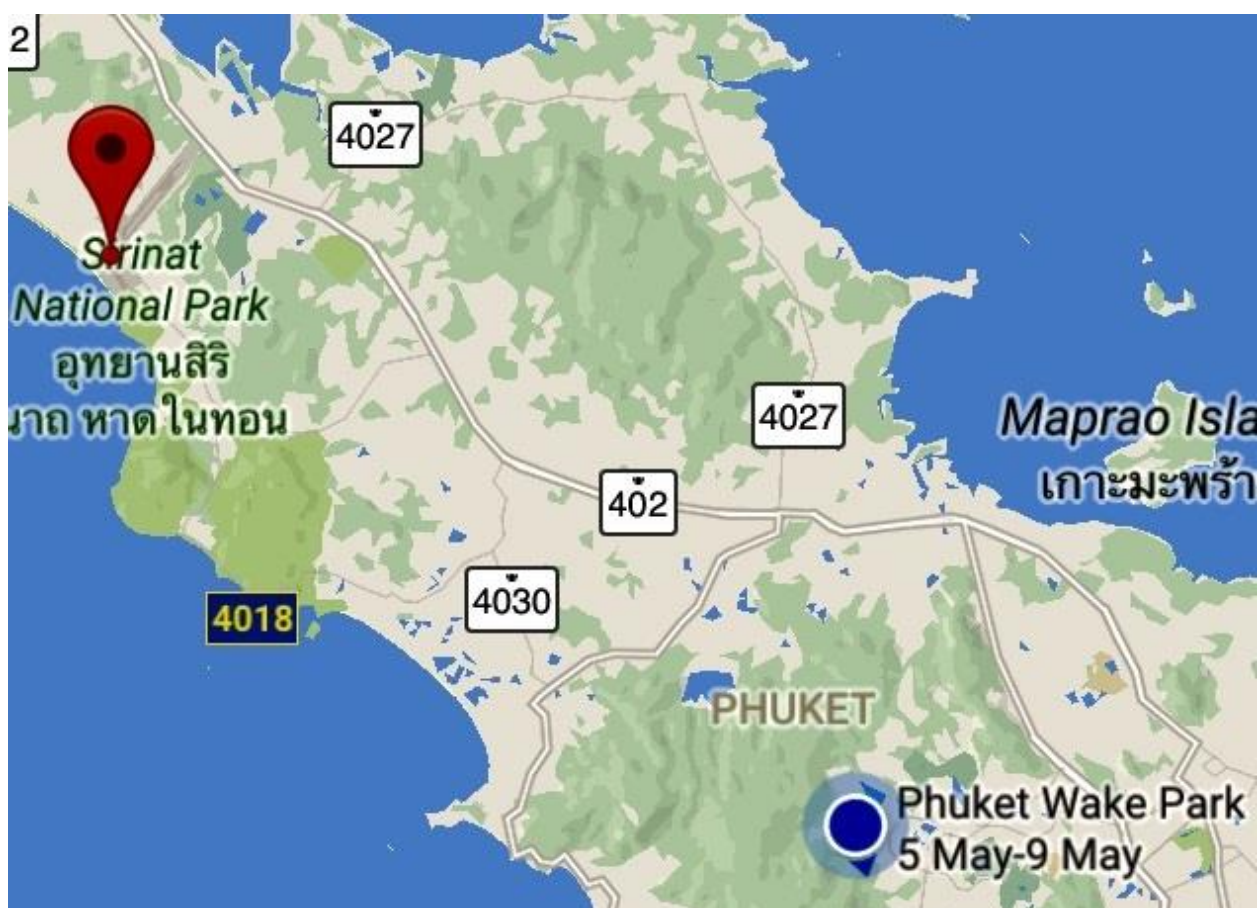 2
4027
Sirinat
National Park
อุทยานสิริ
นาถ หาดในทอน
4027
Maprao Isla
เกาะมะพร้า
402
4030
4018
PHUKET
Phuket Wake Park
5 May-9 May